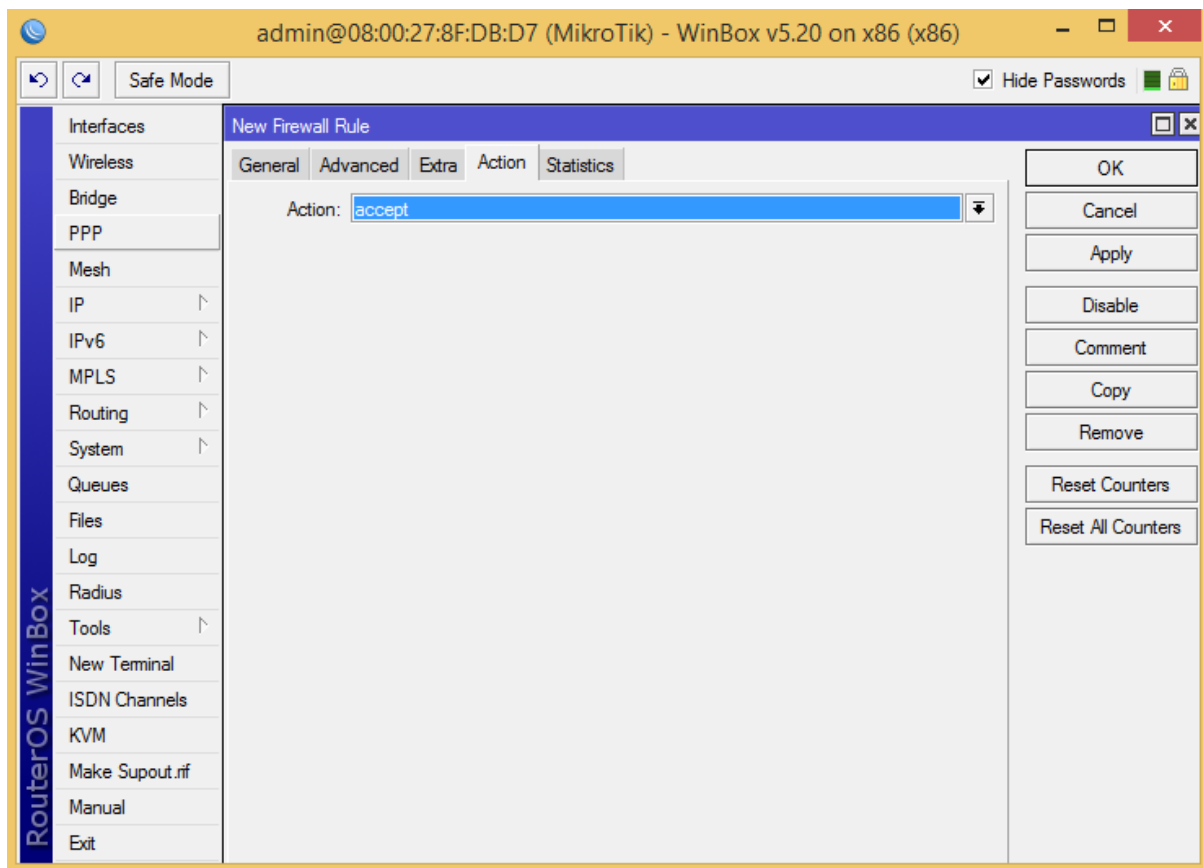 admin@08:00:27:8F:DB:D7 (MikroTik) - WinBox v5.20 on x86 (x86)
Safe Mode
Hide Passwords
RouterOS WinBox
Interfaces
Wireless
Bridge
PPP
Mesh
IP
IPv6
MPLS
Routing
System
Queues
Files
Log
Radius
Tools
New Terminal
ISDN Channels
KVM
Make Supout.rif
Manual
Exit
New Firewall Rule
General Advanced Extra Action Statistics
Action: accept
OK
Cancel
Apply
Disable
Comment
Copy
Remove
Reset Counters
Reset All Counters